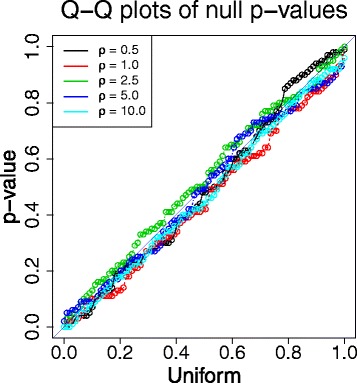 Q−Q plots of null p−values
1.0
0.8
0.6
0.4
0.2
0.0
p−value
ρ = 0.5
ρ = 1.0
ρ = 2.5
ρ = 5.0
ρ = 10.0
0.0 0.2 0.4 0.6 0.8 1.0
Uniform